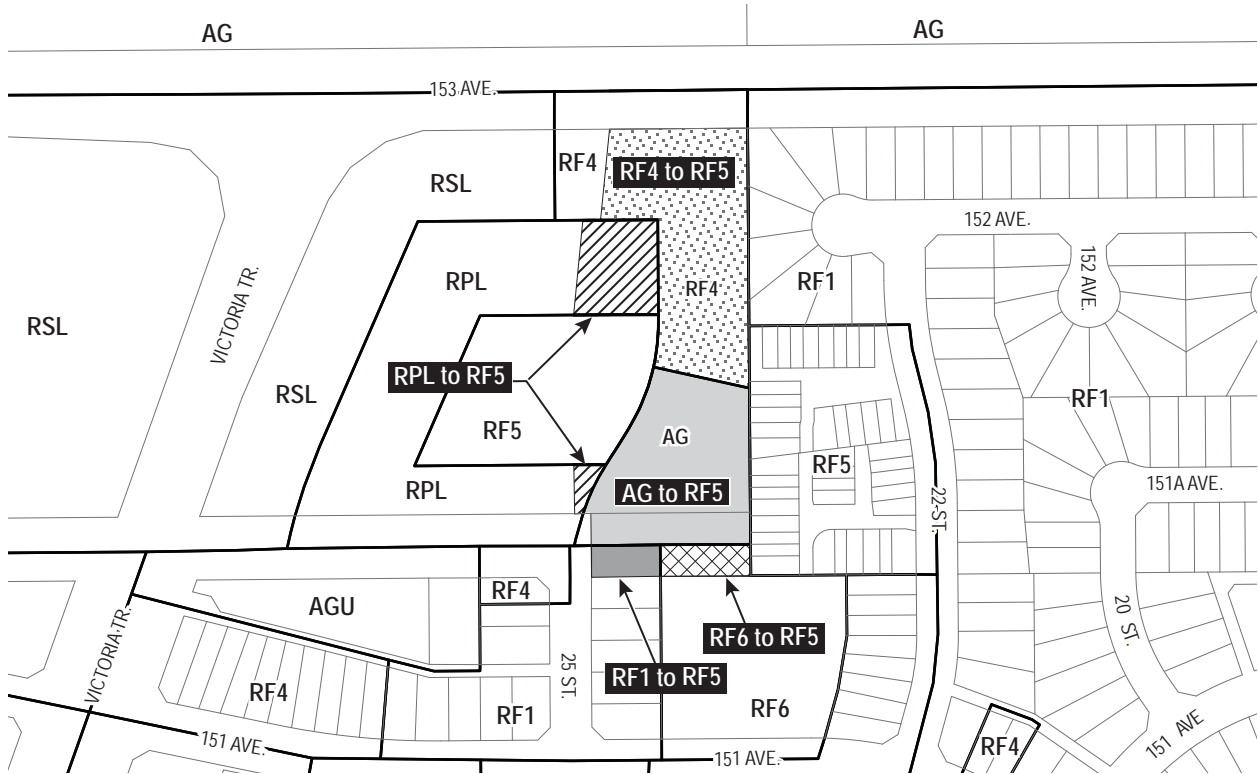 AG
AG
153 AVE.
RF4
RF4 to RF5
RSL
152 AVE.
152 AVE.
VICTORIA TR.
RPL
RF4
RF1
RSL
RPL to RF5
RSL
RF1
RF5
AG
RF5
RPL
AG to RF5
151A AVE.
22 ST.
RF4
AGU
RF6 to RF5
20 ST.
VICTORIA TR.
25 ST.
RF1 to RF5
RF4
RF1
RF6
151 AVE.
151 AVE.
151 AVE
RF4